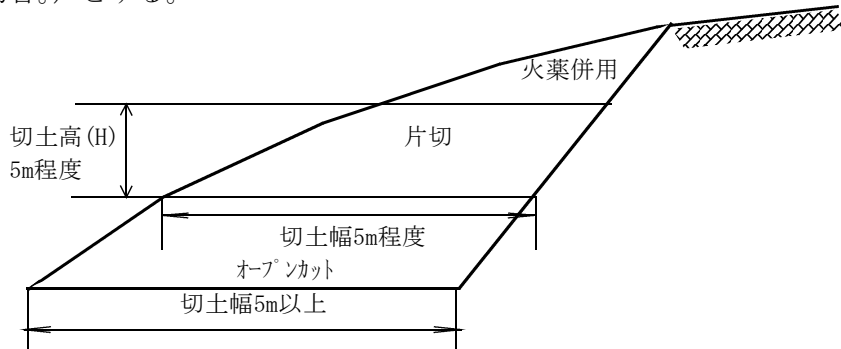 火薬併用
切土高(H)
5m程度
片切
切土幅5m程度
オープンカット
切土幅5m以上